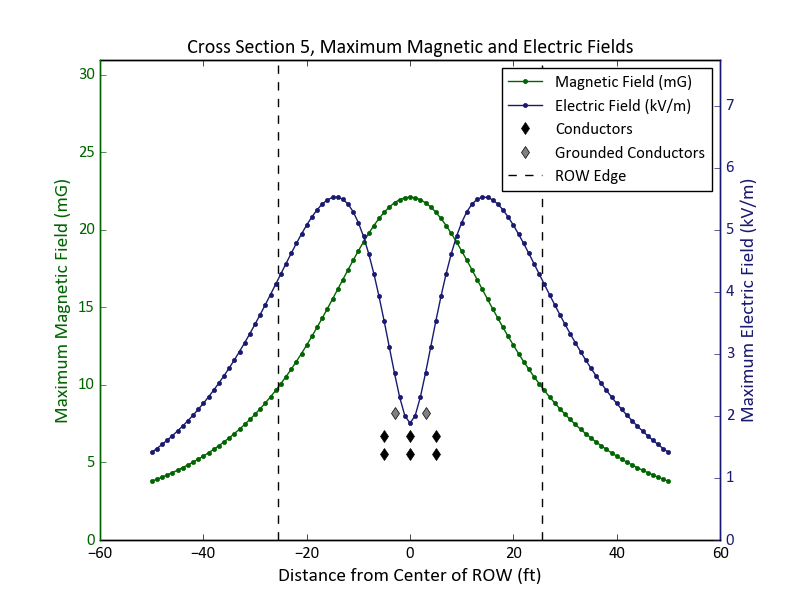 Cross Section 5, Maximum Magnetic and Electric Fields
Magnetic Field (mG)
Electric Field (kV/m)
Conductors
Grounded Conductors
ROW Edge
Maximum Magnetic Field (mG)
30
25
20
15
10
5
0
Maximum Electric Field (kV/m)
7
6
5
4
3
2
1
0
−60 −40 −20 0 20 40 60
Distance from Center of ROW (ft)